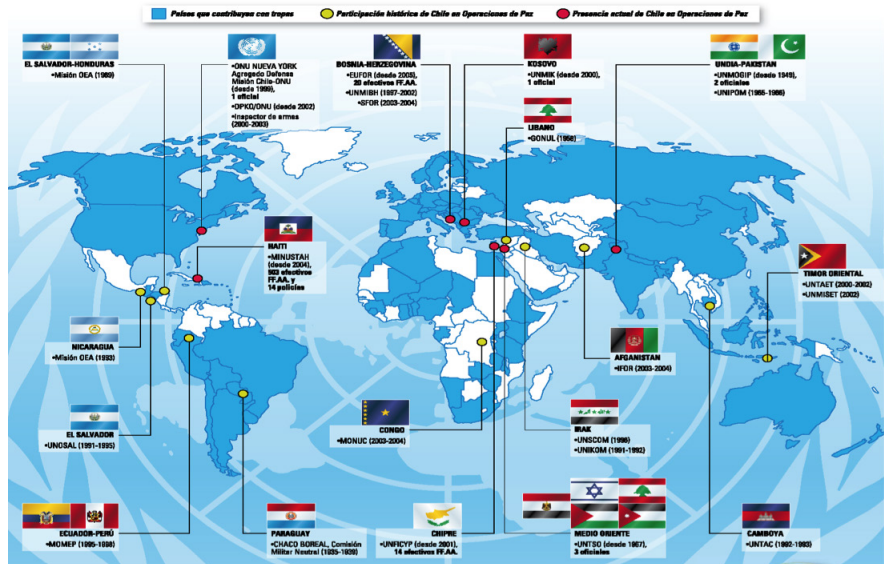 Países que contribuyen con tropas
Participación histórica de Chile en Operaciones de Paz
Presencia actual de Chile en Operaciones de Paz
EL SALVADOR-HONDURAS
•Misión OEA (1969)
•ONU NUEVA YORK
Agregado Defensa
Misión Chile-ONU
(desde 1999),
1 oficial
•DPKO/ONU (desde 2002)
•Inspector de armas
(2000-2003)
BOSNIA-HERZEGOVINA
•EUFOR (desde 2005),
20 efectivos FF.AA.
•UNMIBH (1997-2002)
•SFOR (2003-2004)
KOSOVO
•UNMIK (desde 2000),
1 oficial
UNDIA-PAKISTAN
•UNMOGIP (desde 1949),
2 oficiales
•UNIPOM (1965-1966)
LIBANO
•GONUL (1958)
HAITI
•MINUSTAH
(desde 2004),
503 efectivos
FF.AA. y
14 policías
TIMOR ORIENTAL
•UNTAET (2000-2002)
•UNMISET (2002)
NICARAGUA
•Misión OEA (1993)
AFGANISTAN
•IFOR (2003-2004)
EL SALVADOR
•UNOSAL (1991-1995)
CONGO
•MONUC (2003-2004)
IRAK
•UNSCOM (1996)
•UNIKOM (1991-1992)
ECUADOR-PERÚ
•MOMEP (1995-1998)
PARAGUAY
•CHACO BOREAL, Comisión
Militar Neutral (1935-1939)
CHIPRE
•UNFICYP (desde 2001),
14 efectivos FF.AA.
MEDIO ORIENTE
•UNTSO (desde 1967),
3 oficiales
CAMBOYA
•UNTAC (1992-1993)